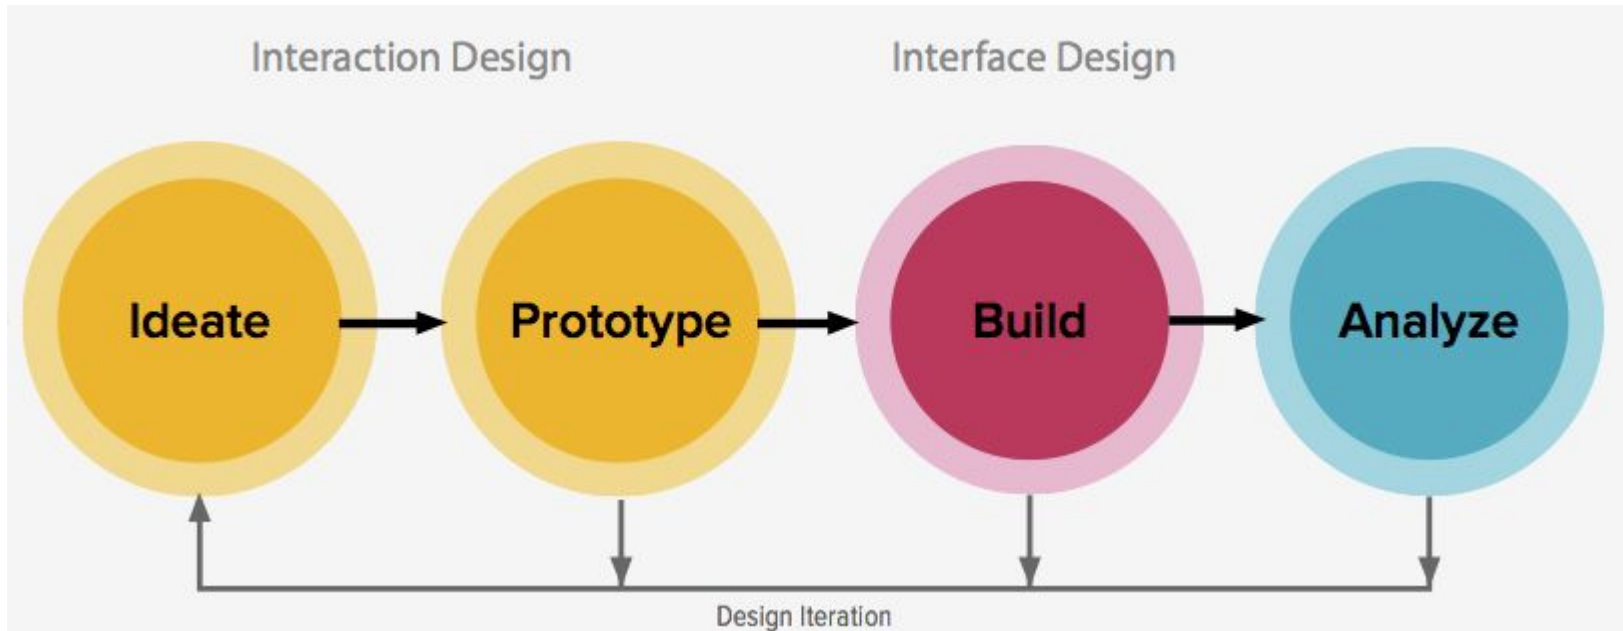 Interaction Design
Interface Design
Ideate
Prototype
Build
Analyze
Design Iteration